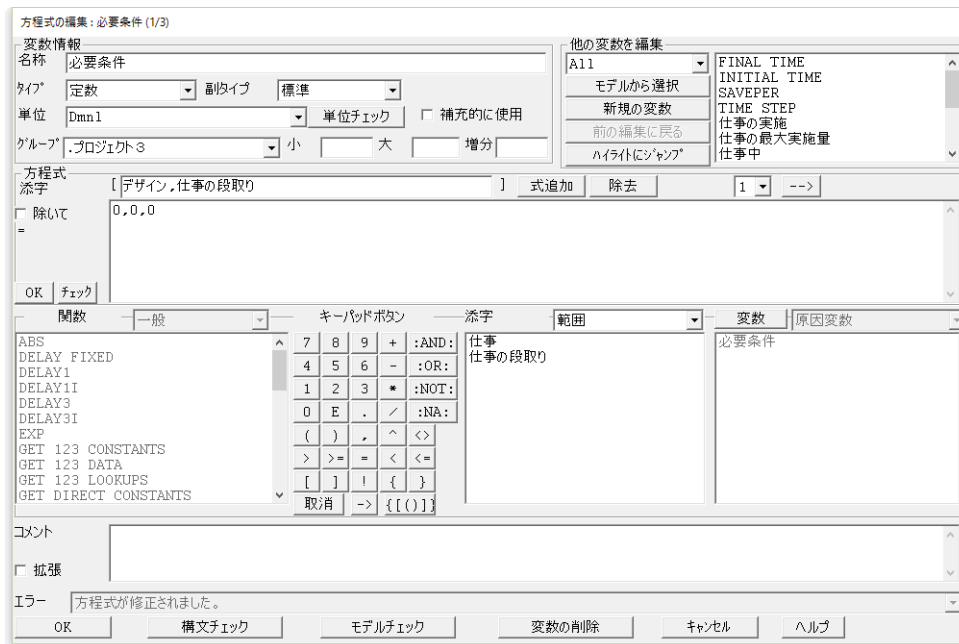 方程式の編集 : 必要条件 (1/3)
変数情報
名称 必要条件
ﾀｲﾌﾟ 定数 副タイプ 標準
単位 Dmnl 単位チェック 補充的に使用
ｸﾞﾙｰﾌﾟ .プロジェクト3 小 大 増分
他の変数を編集
All
モデルから選択
新規の変数
前の編集に戻る
ﾊｲﾗｲﾄにｼﾞｬﾝﾌﾟ
FINAL TIME
INITIAL TIME
SAVEPER
TIME STEP
仕事の実施
仕事の最大実施量
仕事中
方程式
添字 [ デザイン,仕事の段取り ] 式追加 除去 1 -->
除いて
=
0,0,0
OK ﾁｪｯｸ
関数 一般
ABS
DELAY FIXED
DELAY1
DELAY1I
DELAY3
DELAY3I
EXP
GET 123 CONSTANTS
GET 123 DATA
GET 123 LOOKUPS
GET DIRECT CONSTANTS
キーパッドボタン
7 8 9 + :AND:
4 5 6 - :OR:
1 2 3 * :NOT:
0 E . / :NA:
( ) , ^ <>
> >= = < <=
[ ] ! { }
取消 -> {[()]}
添字 範囲
仕事
仕事の段取り
変数 原因変数
必要条件
コメント
拡張
エラー 方程式が修正されました。
OK 構文チェック モデルチェック 変数の削除 ｷｬﾝｾﾙ ヘルプ